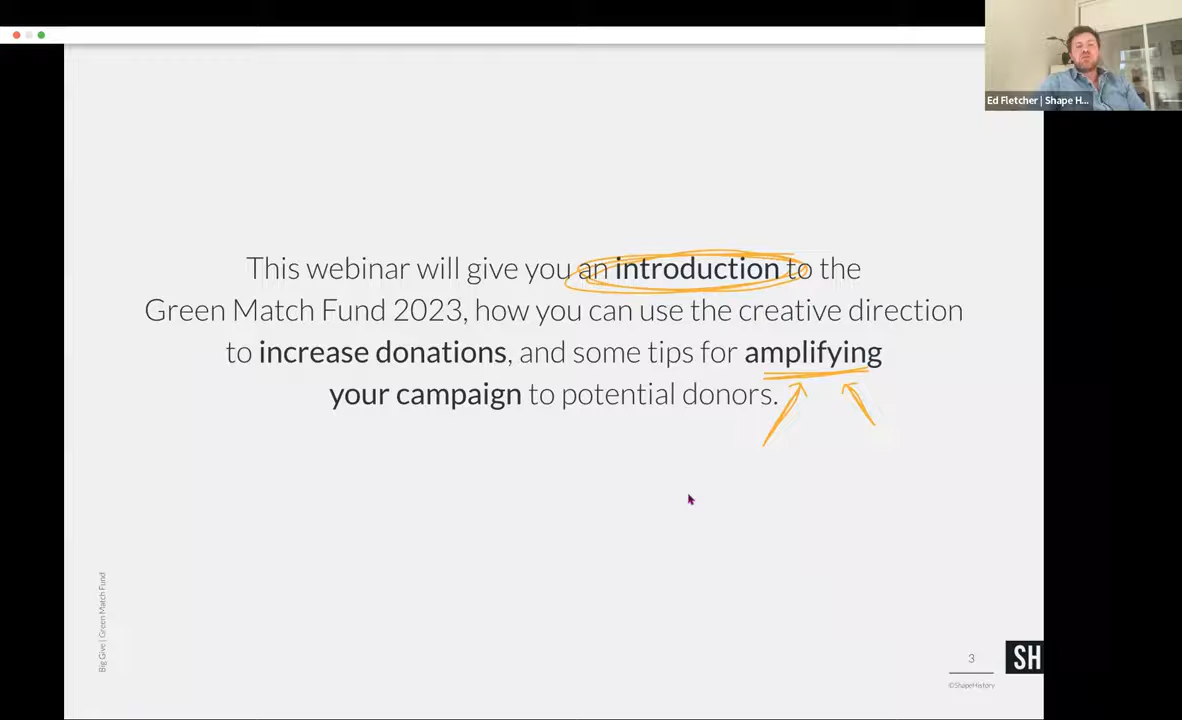 Ed Fletcher | Shape H...
This webinar will give you an introduction to the
Green Match Fund 2023, how you can use the creative direction
to increase donations, and some tips for amplifying
your campaign to potential donors.
Big Give | Green Match Fund
3
SH
©ShapeHistory